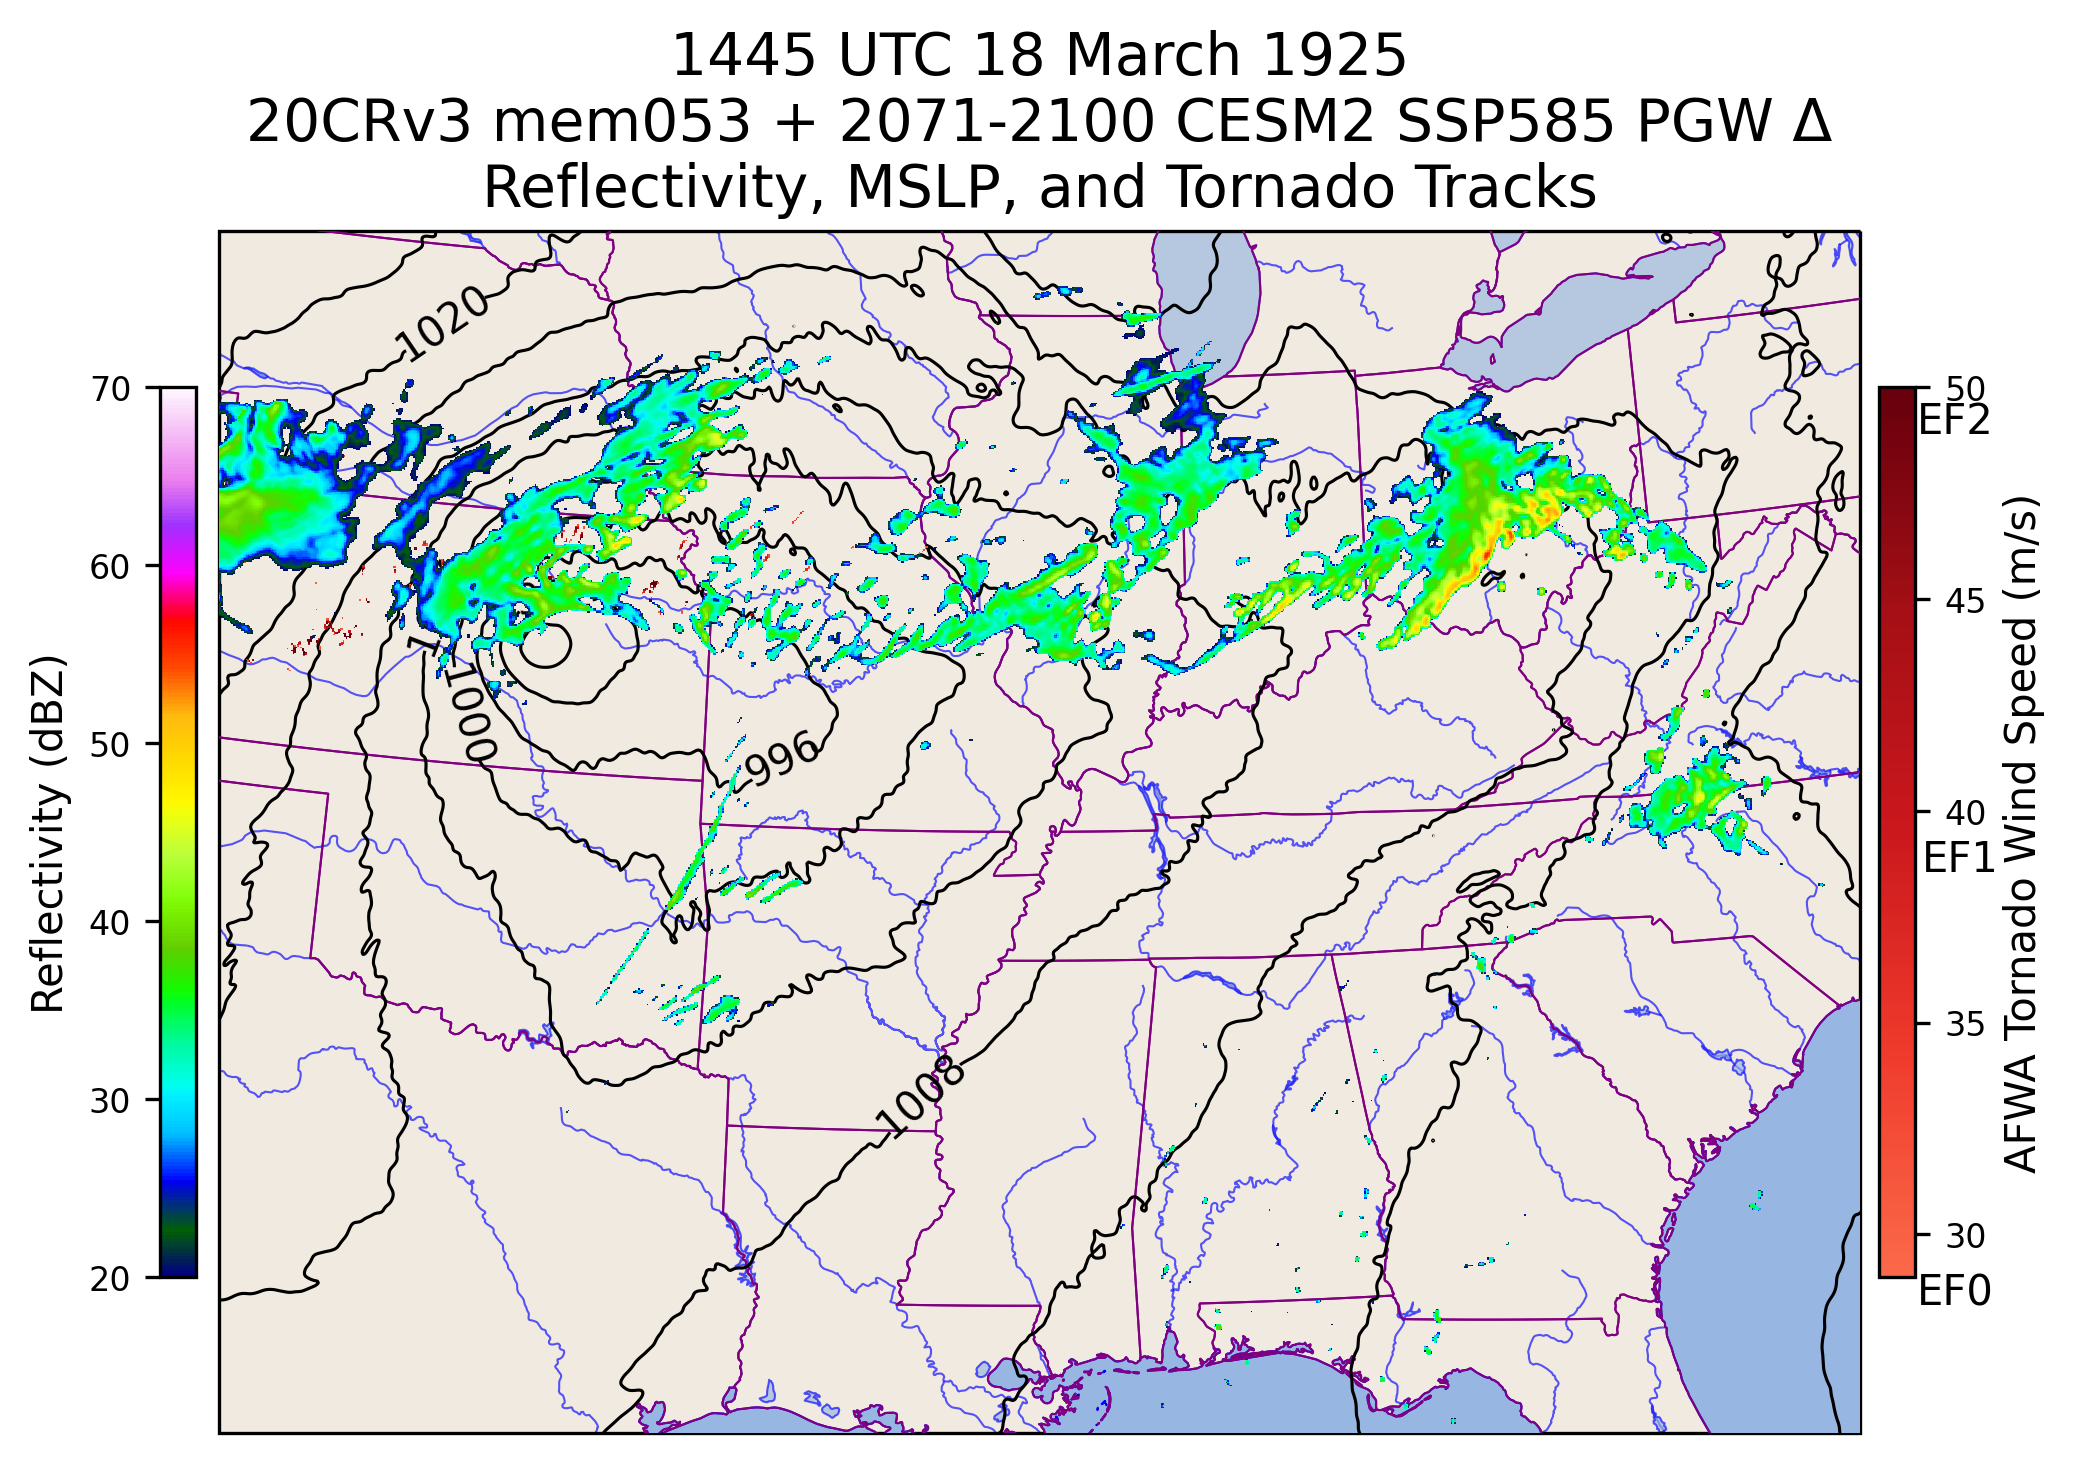 1445 UTC 18 March 1925
20CRv3 mem053 + 2071-2100 CESM2 SSP585 PGW Δ
Reflectivity, MSLP, and Tornado Tracks
1020
1000
996
1008
70
60
50
40
30
20
Reflectivity (dBZ)
50
EF2
45
40
EF1
35
30
EF0
AFWA Tornado Wind Speed (m/s)